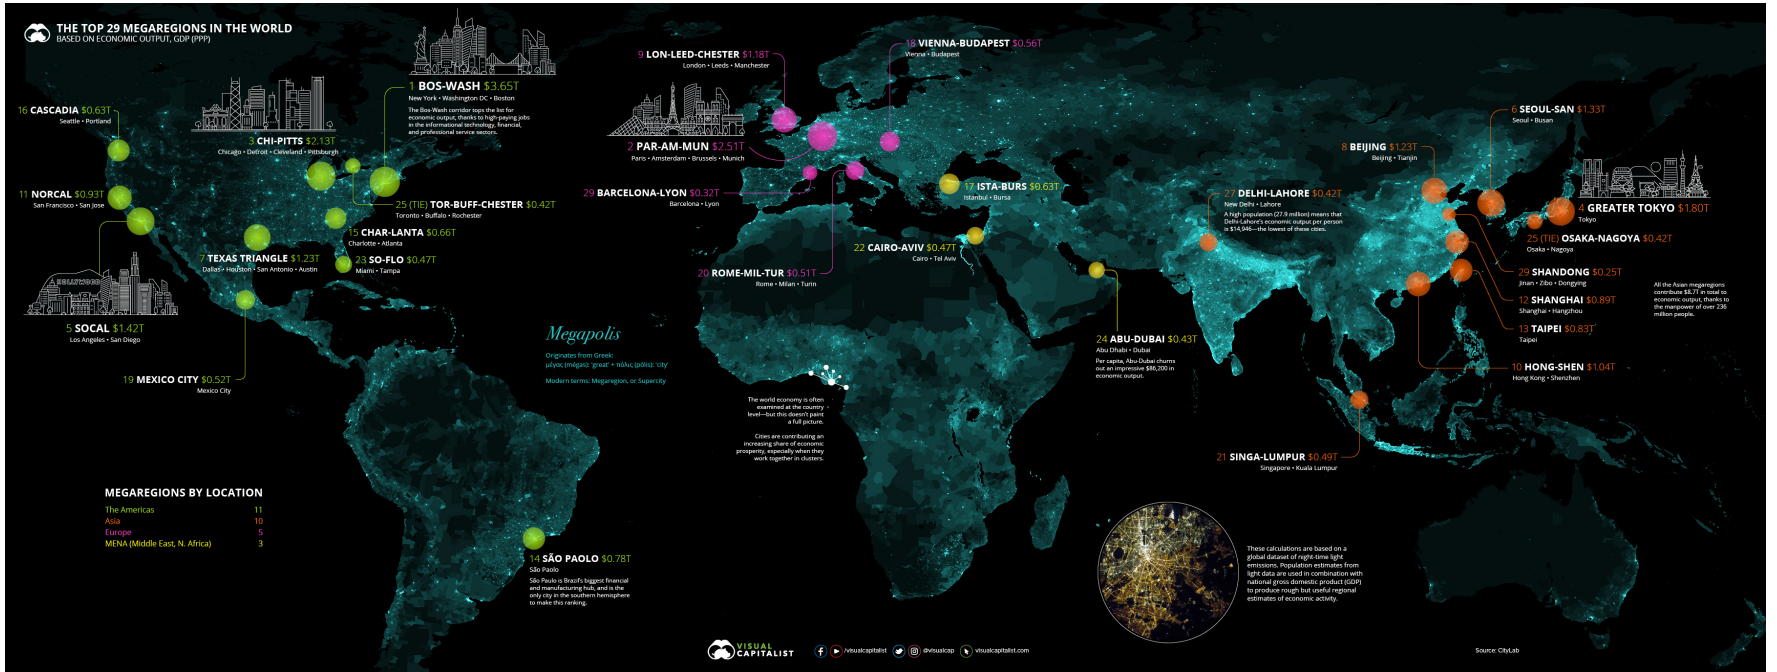 THE TOP 29 MEGAREGIONS IN THE WORLD
BASED ON ECONOMIC OUTPUT, GDP (PPP)
1 BOS-WASH $3.65T
New York • Washington DC • Boston
The Bos-Wash corridor tops the list for
economic output, thanks to high-paying jobs
in the informational technology, financial,
and professional service sectors.
16 CASCADIA $0.63T
Seattle • Portland
3 CHI-PITTS $2.13T
Chicago • Detroit • Cleveland • Pittsburgh
11 NORCAL $0.93T
San Francisco • San Jose
25 (TIE) TOR-BUFF-CHESTER $0.42T
Toronto • Buffalo • Rochester
15 CHAR-LANTA $0.66T
Charlotte • Atlanta
7 TEXAS TRIANGLE $1.23T
Dallas • Houston • San Antonio • Austin
23 SO-FLO $0.47T
Miami • Tampa
HOLLYWOOD
5 SOCAL $1.42T
Los Angeles • San Diego
19 MEXICO CITY $0.52T
Mexico City
14 SÃO PAOLO $0.78T
São Paolo
São Paolo is Brazil's biggest financial
and manufacturing hub, and is the
only city in the southern hemisphere
to make this ranking.
MEGAREGIONS BY LOCATION
The Americas 11
Asia 10
Europe 5
MENA (Middle East, N. Africa) 3
Megapolis
Originates from Greek:
μέγας (mégas): 'great' + πόλις (pólis): 'city'
Modern terms: Megaregion, or Supercity
9 LON-LEED-CHESTER $1.18T
London • Leeds • Manchester
18 VIENNA-BUDAPEST $0.56T
Vienna • Budapest
2 PAR-AM-MUN $2.51T
Paris • Amsterdam • Brussels • Munich
29 BARCELONA-LYON $0.32T
Barcelona • Lyon
17 ISTA-BURS $0.63T
Istanbul • Bursa
22 CAIRO-AVIV $0.47T
Cairo • Tel Aviv
20 ROME-MIL-TUR $0.51T
Rome • Milan • Turin
24 ABU-DUBAI $0.43T
Abu Dhabi • Dubai
Per capita, Abu-Dubai churns
out an impressive $86,200 in
economic output.
The world economy is often
examined at the country
level—but this doesn't paint
a full picture.
Cities are contributing an
increasing share of economic
prosperity, especially when they
work together in clusters.
27 DELHI-LAHORE $0.42T
New Delhi • Lahore
A high population (27.9 million) means that
Delhi-Lahore's economic output per person
is $14,946—the lowest of these cities.
6 SEOUL-SAN $1.33T
Seoul • Busan
8 BEIJING $1.23T
Beijing • Tianjin
4 GREATER TOKYO $1.80T
Tokyo
25 (TIE) OSAKA-NAGOYA $0.42T
Osaka • Nagoya
29 SHANDONG $0.25T
Jinan • Zibo • Dongying
12 SHANGHAI $0.89T
Shanghai • Hangzhou
13 TAIPEI $0.83T
Taipei
10 HONG-SHEN $1.04T
Hong Kong • Shenzhen
All the Asian megaregions
contribute $8.7T in total to
economic output, thanks to
the manpower of over 236
million people.
21 SINGA-LUMPUR $0.49T
Singapore • Kuala Lumpur
These calculations are based on a
global dataset of night-time light
emissions. Population estimates from
light data are used in combination with
national gross domestic product (GDP)
to produce rough but useful regional
estimates of economic activity.
VISUAL
CAPITALIST
/visualcapitalist
@visualcap
visualcapitalist.com
Source: CityLab